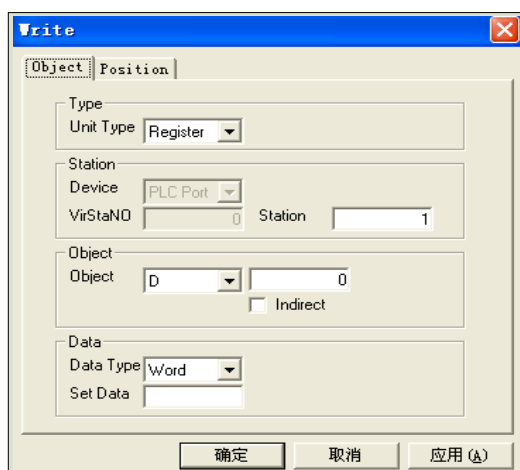 Write
Object Position
Type
Unit Type Register
Station
Device PLC Port
VirStaNO 0 Station 1
Object
Object D 0
Indirect
Data
Data Type Word
Set Data
确定 取消 应用(A)